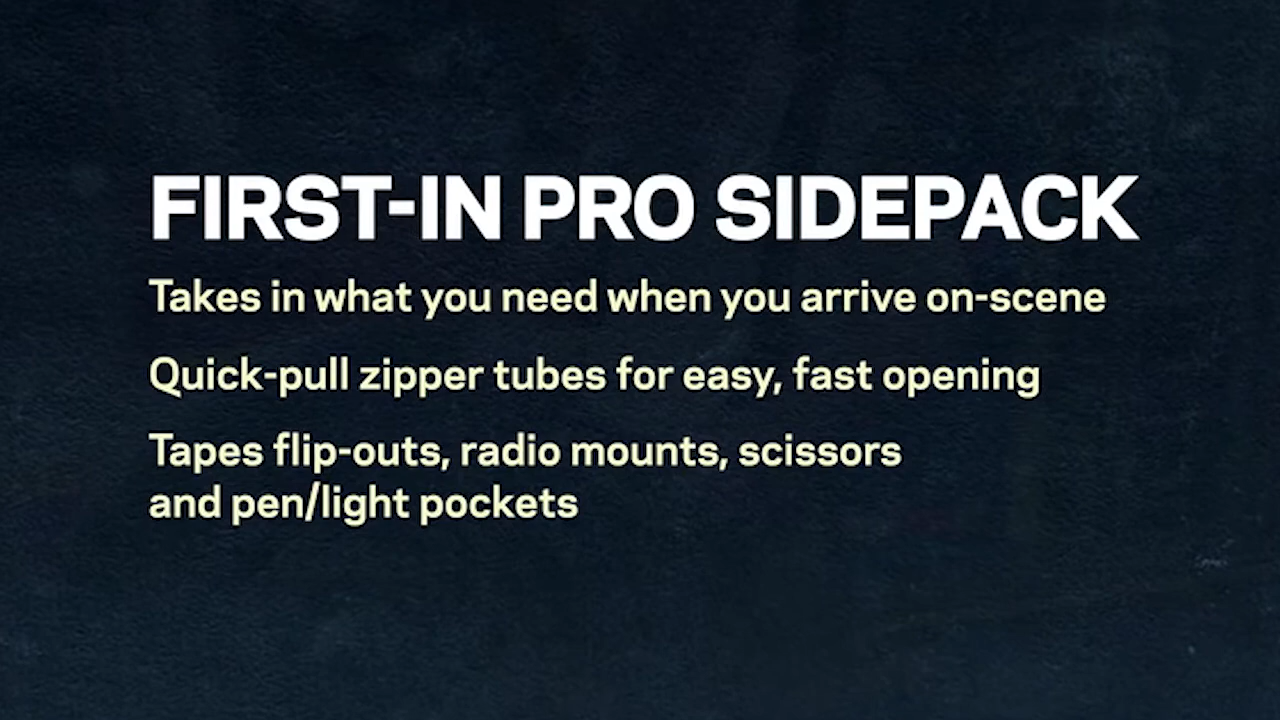 FIRST-IN PRO SIDEPACK
Takes in what you need when you arrive on-scene
Quick-pull zipper tubes for easy, fast opening
Tapes flip-outs, radio mounts, scissors
and pen/light pockets